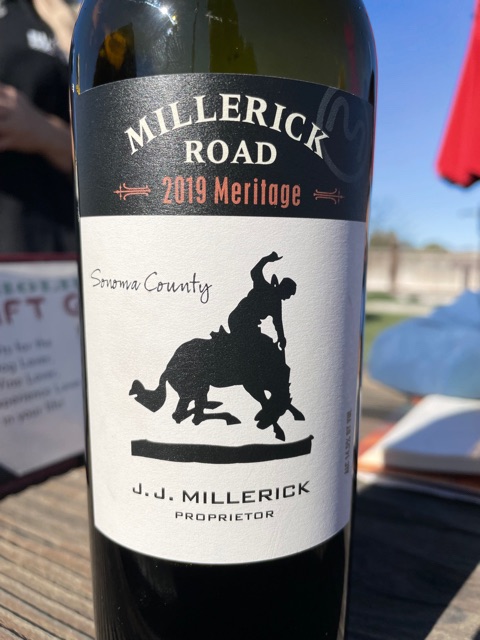 MILLERICK
ROAD
2019 Meritage
Sonoma County
J.J. MILLERICK
PROPRIETOR